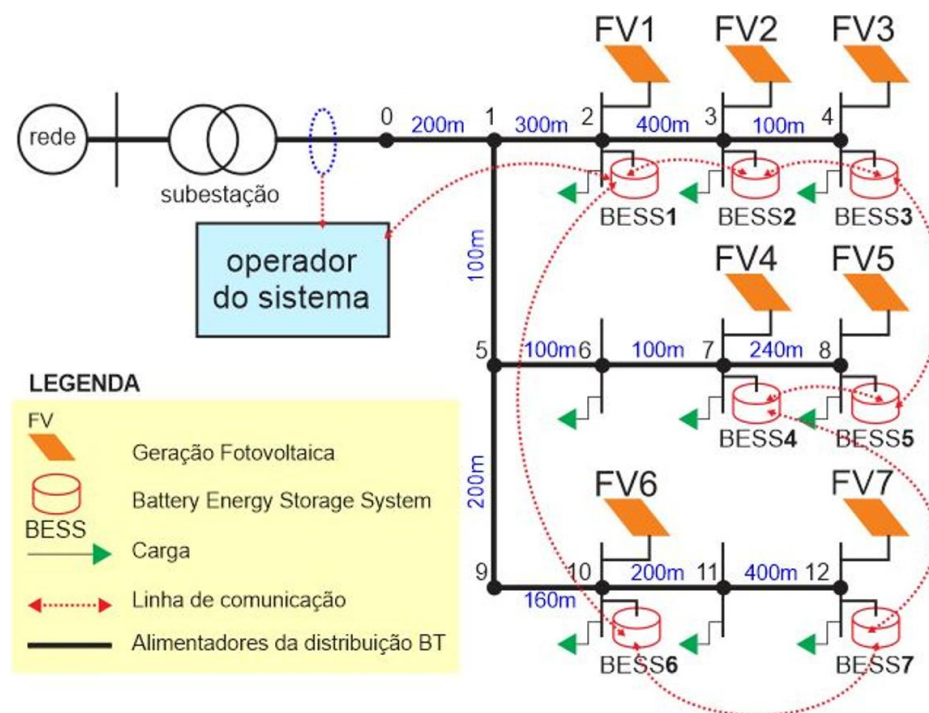 FV1 FV2 FV3
rede
0 200m 1 300m 2 400m 3 100m 4
subestação
BESS1 BESS2 BESS3
operador
do sistema
100m
FV4 FV5
5 100m 6 100m 7 240m 8
BESS4 BESS5
200m
FV6 FV7
9 160m 10 200m 11 400m 12
BESS6 BESS7
LEGENDA
FV
Geração Fotovoltaica
Battery Energy Storage System
BESS
Carga
Linha de comunicação
Alimentadores da distribuição BT